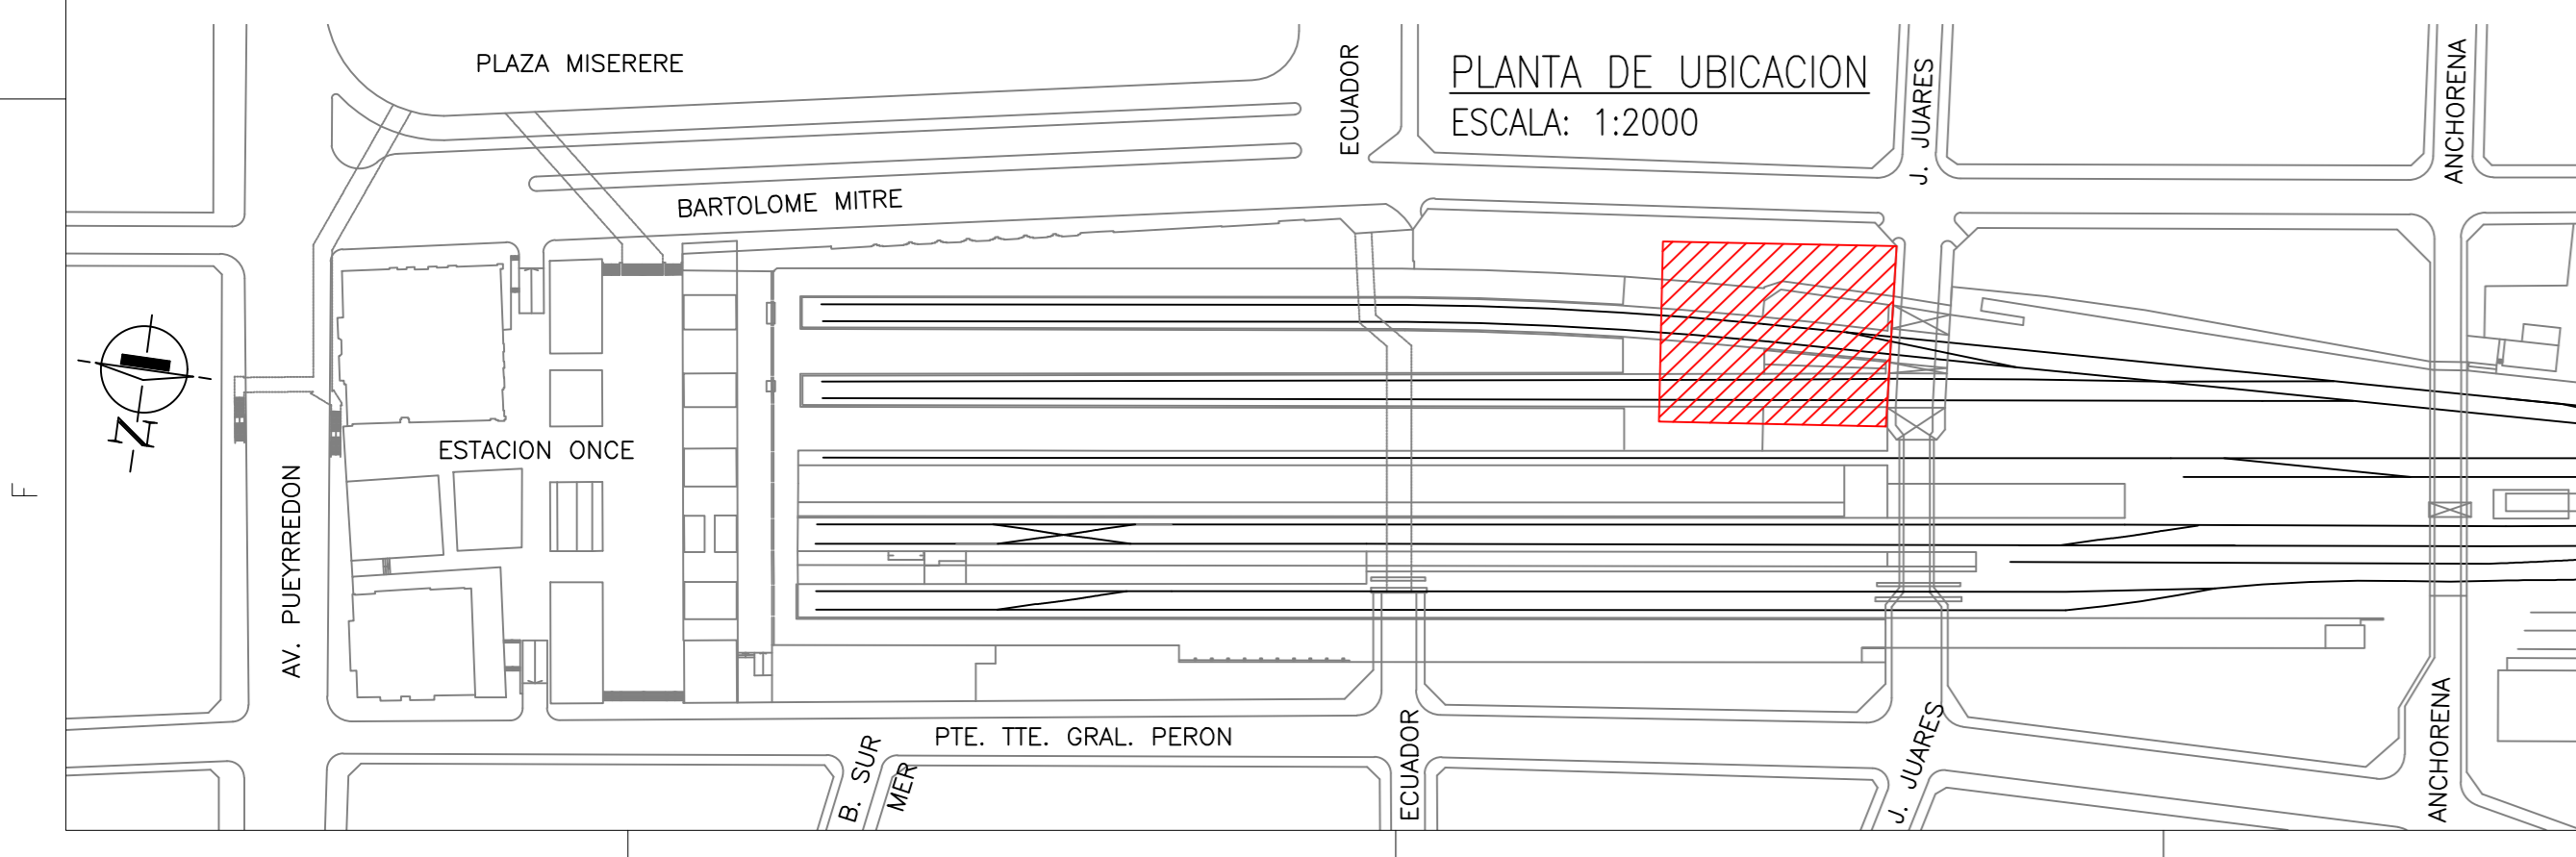 PLAZA MISERERE
ECUADOR
PLANTA DE UBICACION
ESCALA: 1:2000
J. JUARES
ANCHORENA
BARTOLOME MITRE
N
ESTACION ONCE
AV. PUEYRREDON
F
PTE. TTE. GRAL. PERON
B. SUR
MER
ECUADOR
J. JUARES
ANCHORENA